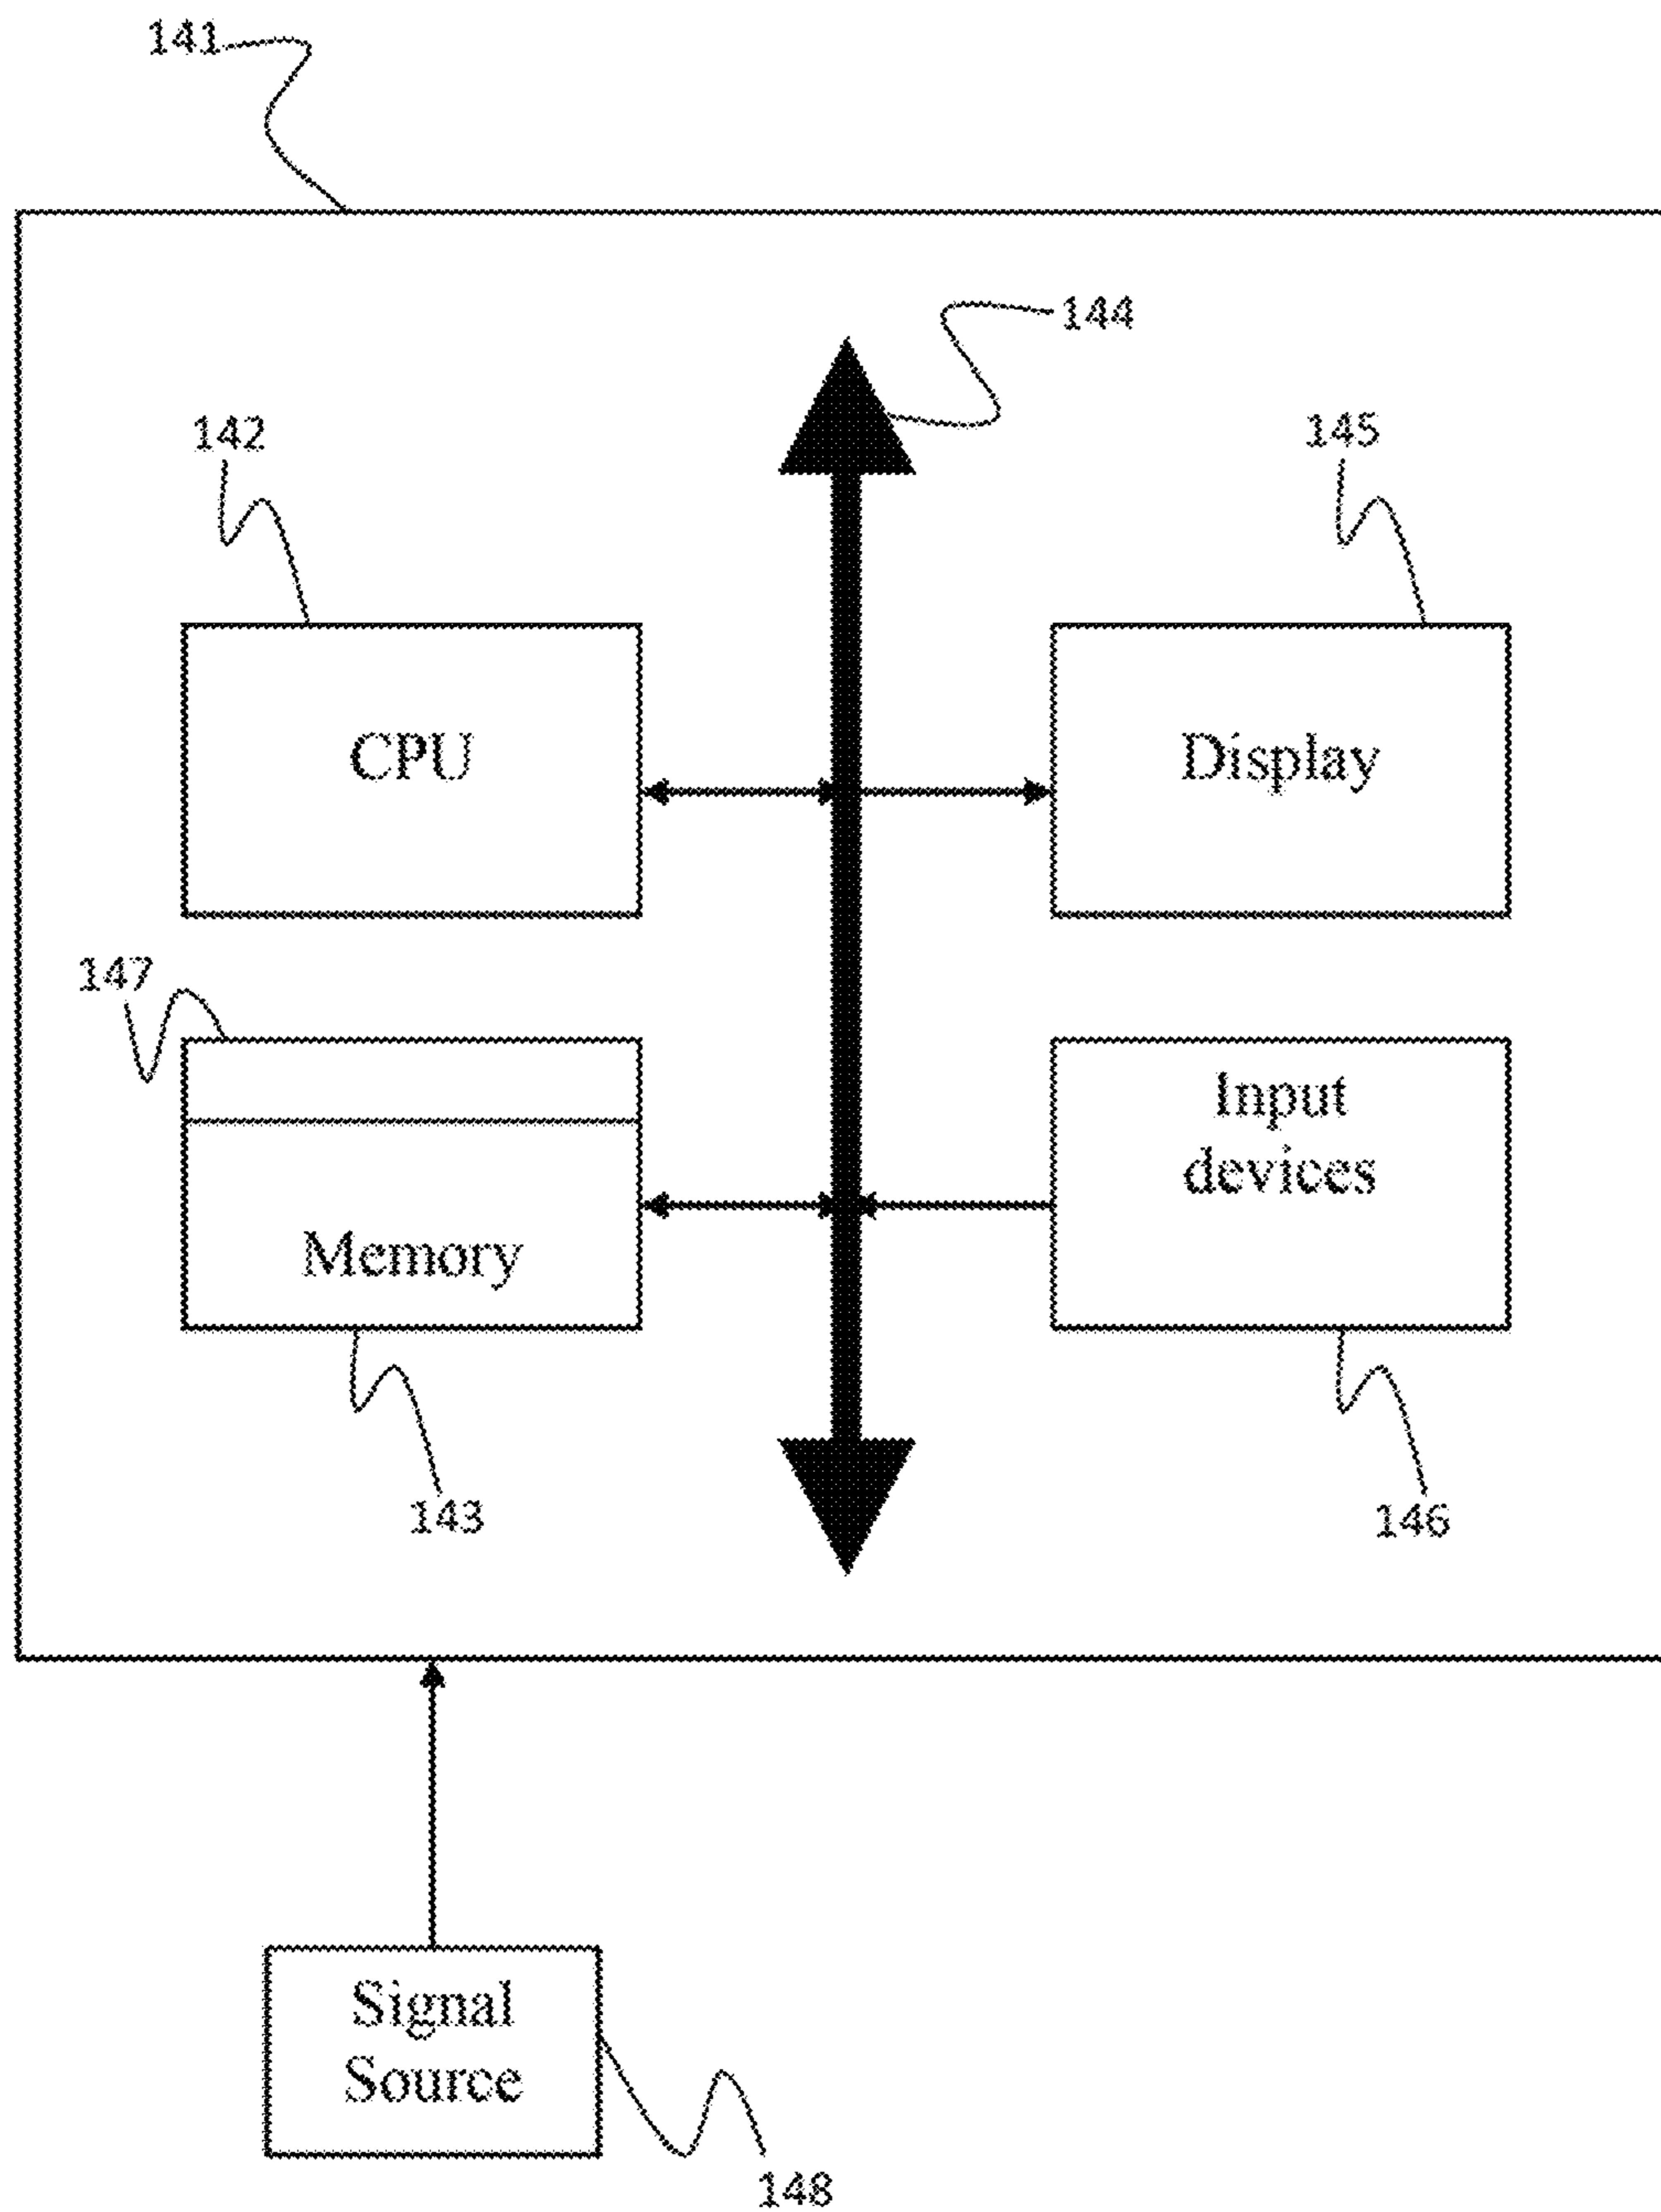 141
144
142
145
CPU
Display
147
Input
devices
Memory
143
146
Signal
Source
148